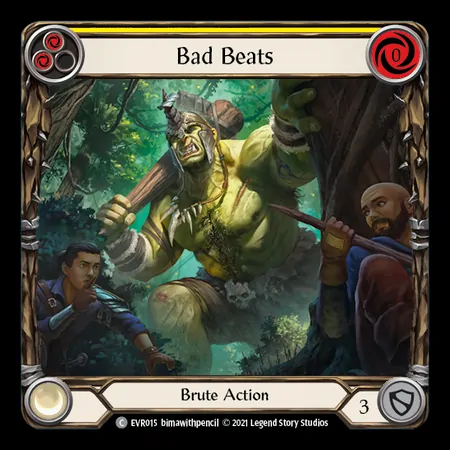 Bad Beats
0
Brute Action
3
C EVR015 bimawithpencil © 2021 Legend Story Studios